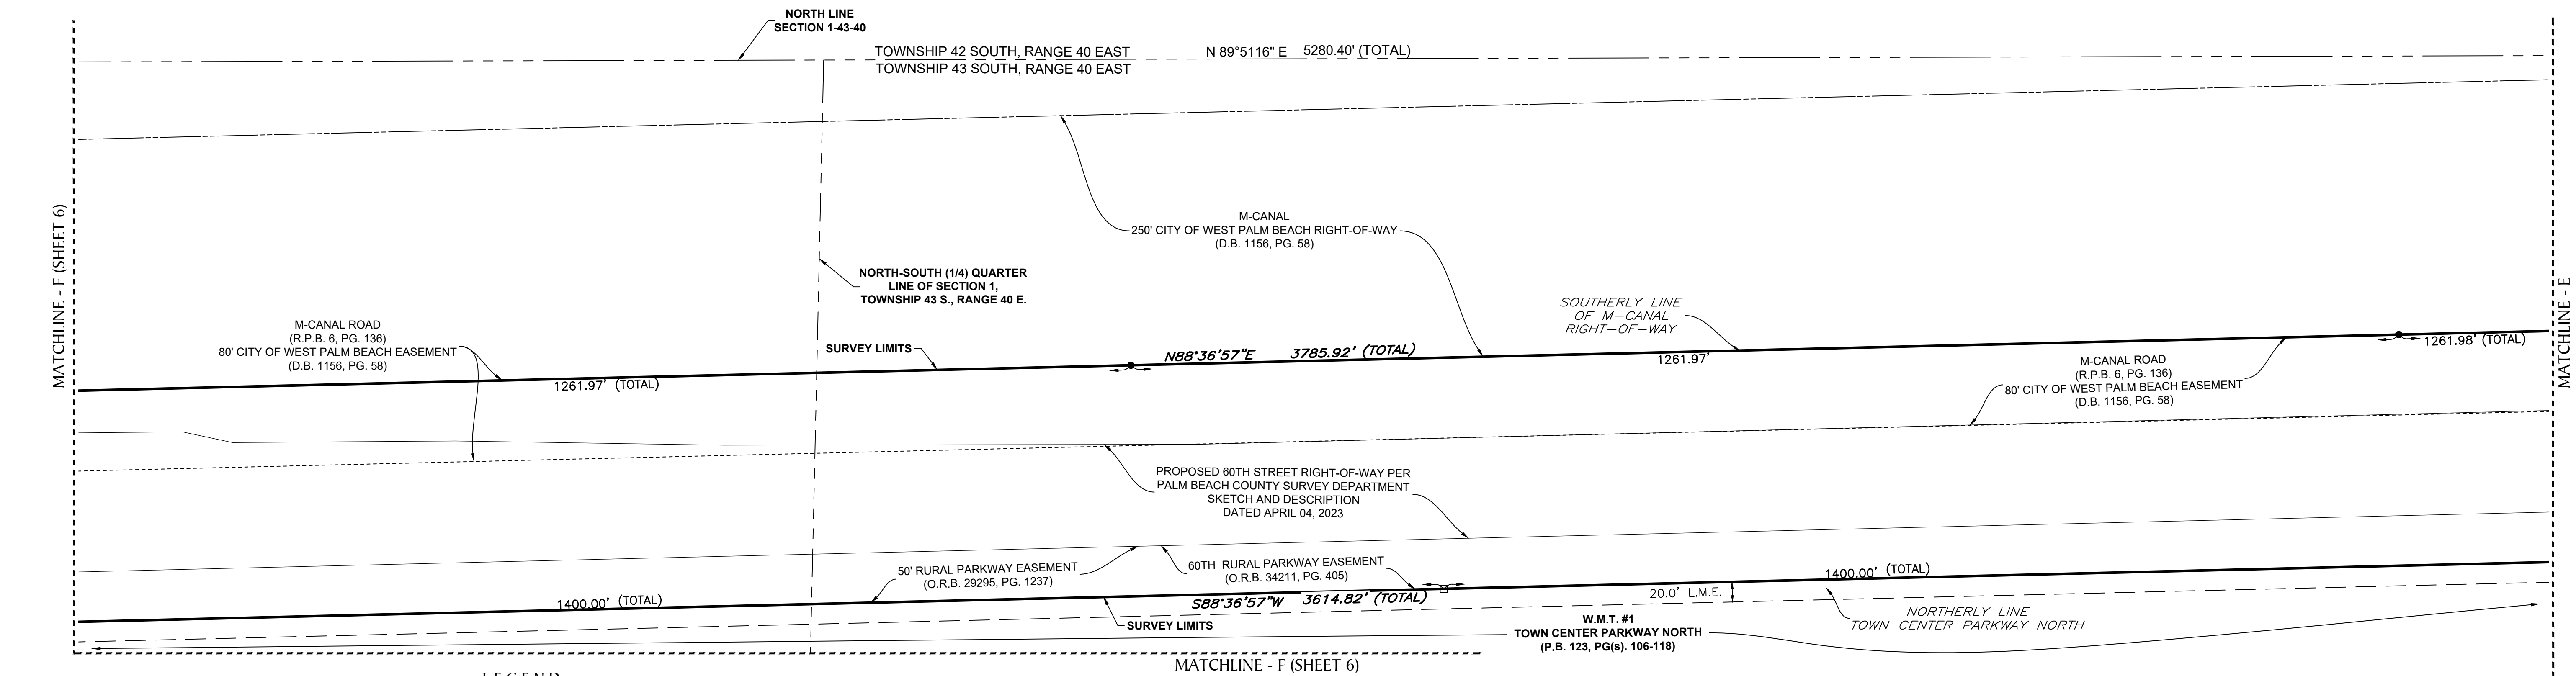 NORTH LINE
SECTION 1-43-40
TOWNSHIP 42 SOUTH, RANGE 40 EAST
N 89°5116" E 5280.40' (TOTAL)
TOWNSHIP 43 SOUTH, RANGE 40 EAST
MATCHLINE - F (SHEET 6)
M-CANAL
250' CITY OF WEST PALM BEACH RIGHT-OF-WAY
(D.B. 1156, PG. 58)
NORTH-SOUTH (1/4) QUARTER
LINE OF SECTION 1,
TOWNSHIP 43 S., RANGE 40 E.
SOUTHERLY LINE
OF M-CANAL
RIGHT-OF-WAY
MATCHLINE - E
M-CANAL ROAD
(R.P.B. 6, PG. 136)
80' CITY OF WEST PALM BEACH EASEMENT
(D.B. 1156, PG. 58)
SURVEY LIMITS
N88°36'57"E 3785.92' (TOTAL)
1261.97'
1261.98' (TOTAL)
1261.97' (TOTAL)
M-CANAL ROAD
(R.P.B. 6, PG. 136)
80' CITY OF WEST PALM BEACH EASEMENT
(D.B. 1156, PG. 58)
PROPOSED 60TH STREET RIGHT-OF-WAY PER
PALM BEACH COUNTY SURVEY DEPARTMENT
SKETCH AND DESCRIPTION
DATED APRIL 04, 2023
50' RURAL PARKWAY EASEMENT
(O.R.B. 29295, PG. 1237)
60TH RURAL PARKWAY EASEMENT
(O.R.B. 34211, PG. 405)
1400.00' (TOTAL)
1400.00' (TOTAL)
S88°36'57"W 3614.82' (TOTAL)
20.0' L.M.E.
SURVEY LIMITS
NORTHERLY LINE
TOWN CENTER PARKWAY NORTH
W.M.T. #1
TOWN CENTER PARKWAY NORTH
(P.B. 123, PG(s). 106-118)
MATCHLINE - F (SHEET 6)
LEGEND